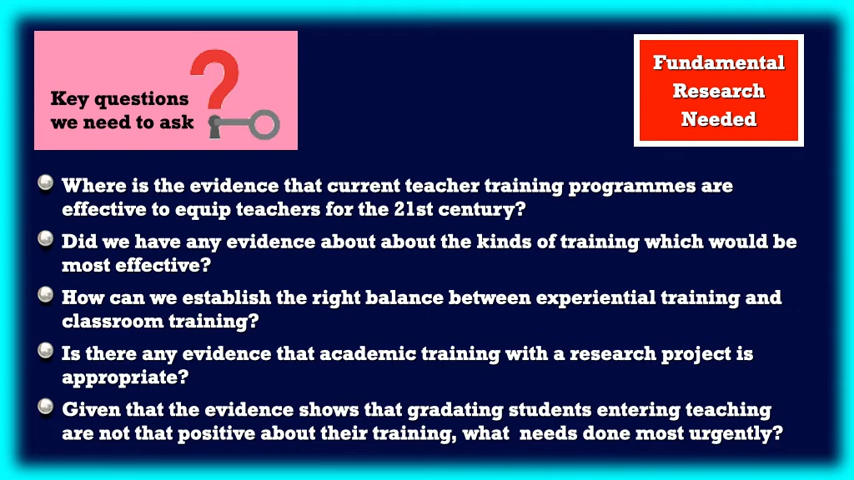 Key questions
we need to ask
Fundamental
Research
Needed
Where is the evidence that current teacher training programmes are
effective to equip teachers for the 21st century?
Did we have any evidence about about the kinds of training which would be
most effective?
How can we establish the right balance between experiential training and
classroom training?
Is there any evidence that academic training with a research project is
appropriate?
Given that the evidence shows that gradating students entering teaching
are not that positive about their training, what  needs done most urgently?